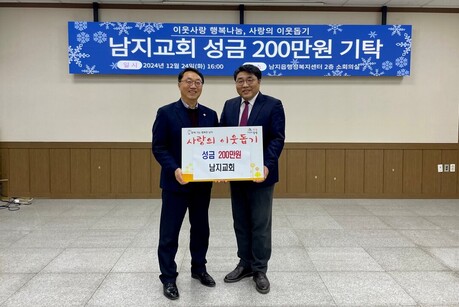 이웃사랑 행복나눔, 사랑의 이웃돕기
남지교회 성금 200만원 기탁
일시 2024년 12월 24일(화) 16:00 남지읍행정복지센터 2층 소회의실
사랑의 이웃돕기
성금 200만원
남지교회